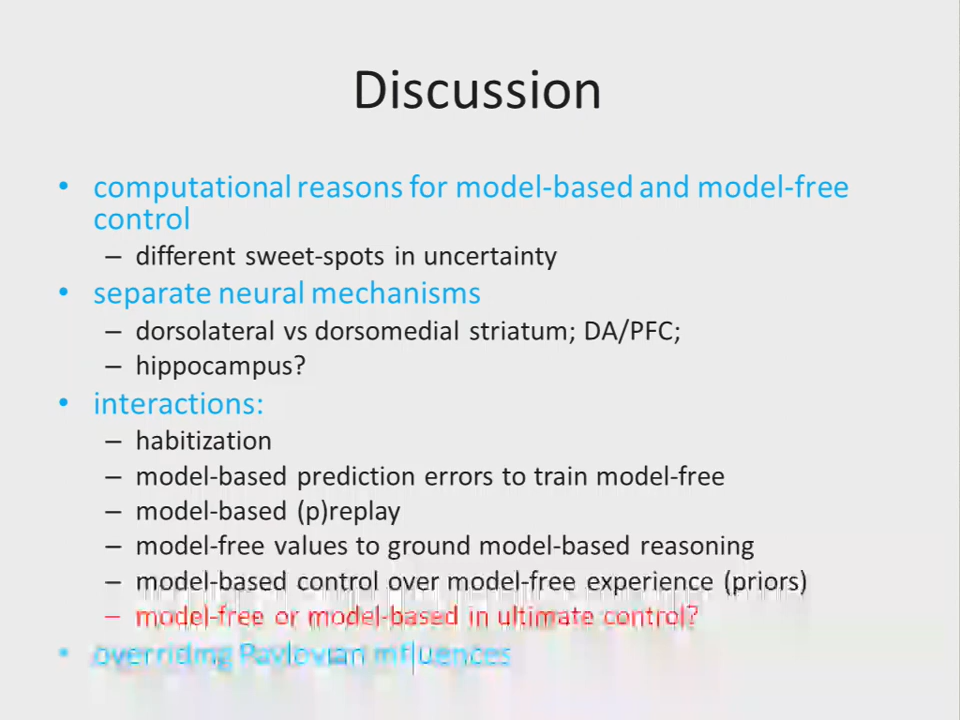 Discussion
• computational reasons for model-based and model-free
control
– different sweet-spots in uncertainty
• separate neural mechanisms
– dorsolateral vs dorsomedial striatum; DA/PFC;
– hippocampus?
• interactions:
– habitization
– model-based prediction errors to train model-free
– model-based (p)replay
– model-free values to ground model-based reasoning
– model-based control over model-free experience (priors)
– model-free or model-based in ultimate control?
• overriding Pavlovian influences